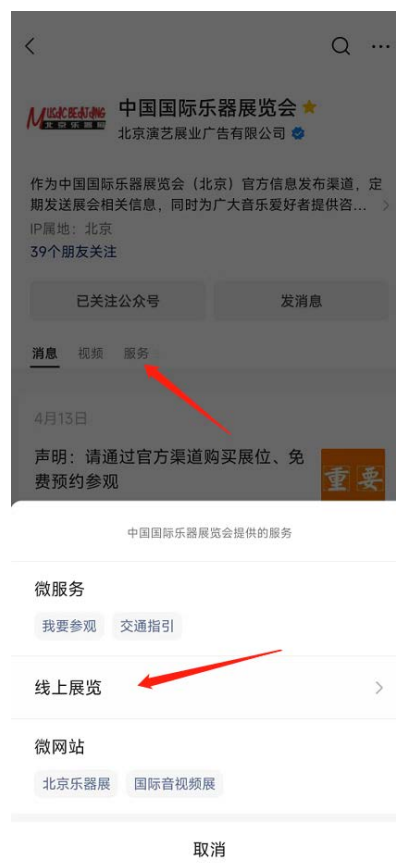 MUSIC BEIJING
北京乐器展
中国国际乐器展览会
北京演艺展业广告有限公司
作为中国国际乐器展览会（北京）官方信息发布渠道，定
期发送展会相关信息，同时为广大音乐爱好者提供咨...
IP属地：北京
39个朋友关注
已关注公众号 发消息
消息 视频 服务
4月13日
声明：请通过官方渠道购买展位、免
费预约参观
重要
中国国际乐器展览会提供的服务
微服务
我要参观 交通指引
线上展览
微网站
北京乐器展 国际音视频展
取消